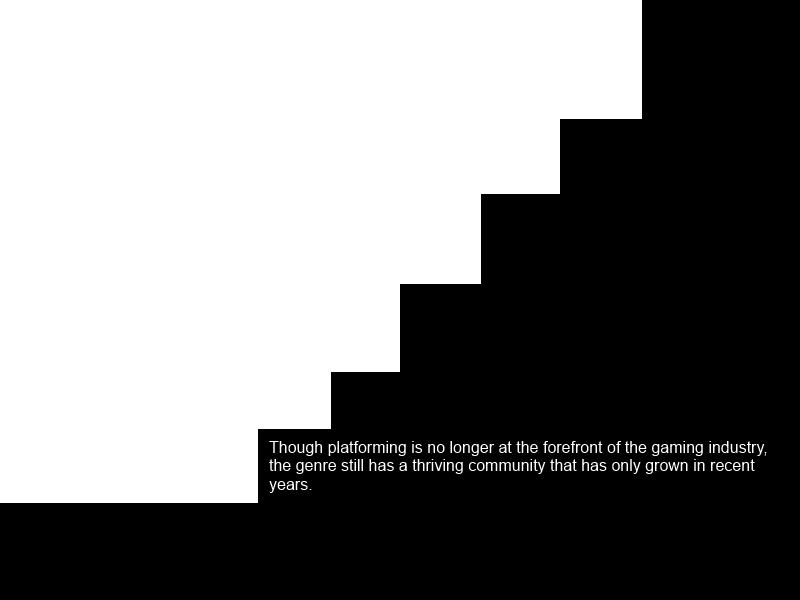 Though platforming is no longer at the forefront of the gaming industry,
the genre still has a thriving community that has only grown in recent
years.